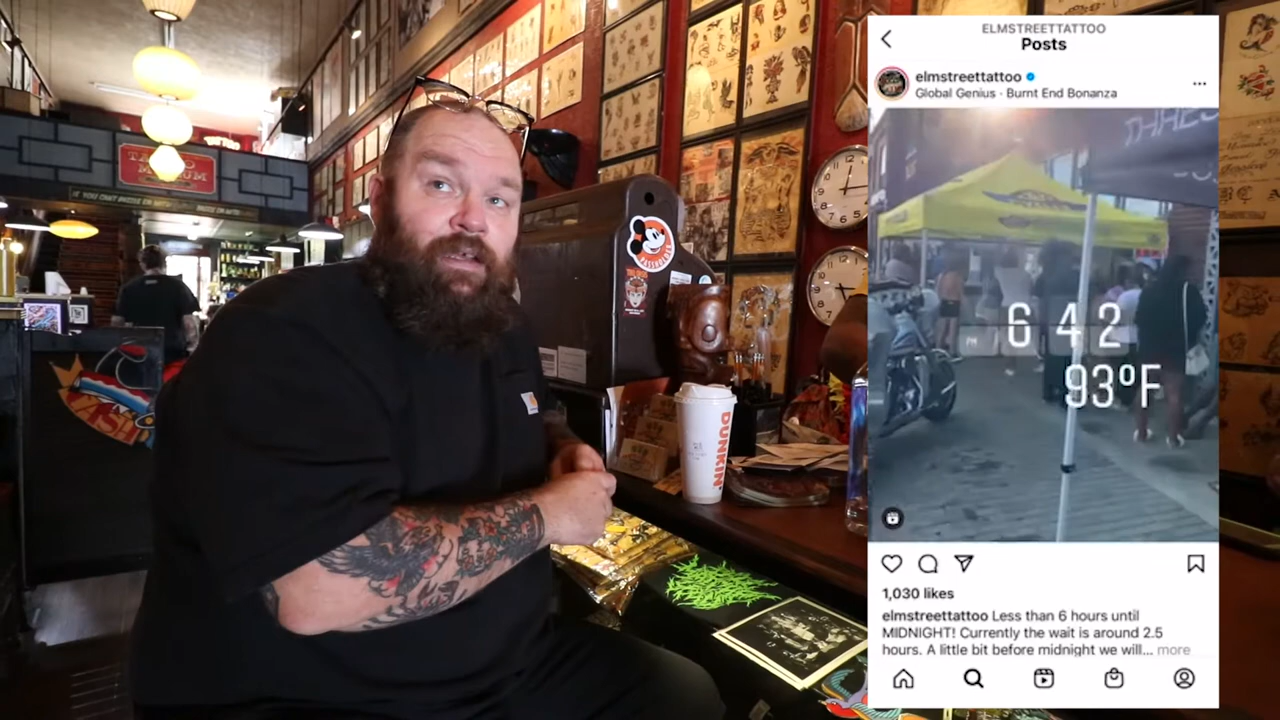 TATTOO
MUSEUM
CASH
DUNKIN'
ELMSTREETTATTOO
Posts
elmstreettattoo
Global Genius · Burnt End Bonanza
6 42
93°F
1,030 likes
elmstreettattoo Less than 6 hours until
MIDNIGHT! Currently the wait is around 2.5
hours. A little bit before midnight we will... more